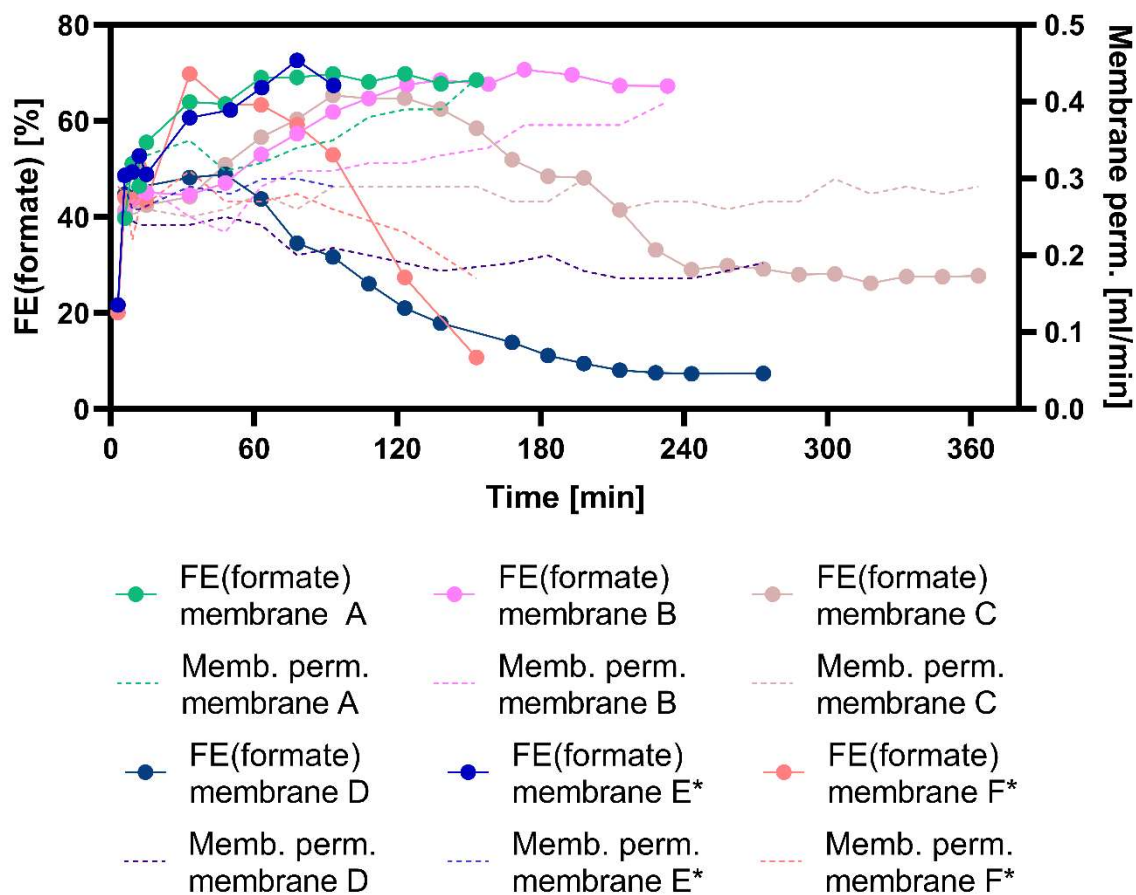 FE(formate) [%]
80
60
40
20
0
0.5
0.4
0.3
0.2
0.1
0.0
Membrane perm. [ml/min]
0 60 120 180 240 300 360
Time [min]
FE(formate)
membrane A
FE(formate)
membrane B
FE(formate)
membrane C
Memb. perm.
membrane A
Memb. perm.
membrane B
Memb. perm.
membrane C
FE(formate)
membrane D
FE(formate)
membrane E*
FE(formate)
membrane F*
Memb. perm.
membrane D
Memb. perm.
membrane E*
Memb. perm.
membrane F*